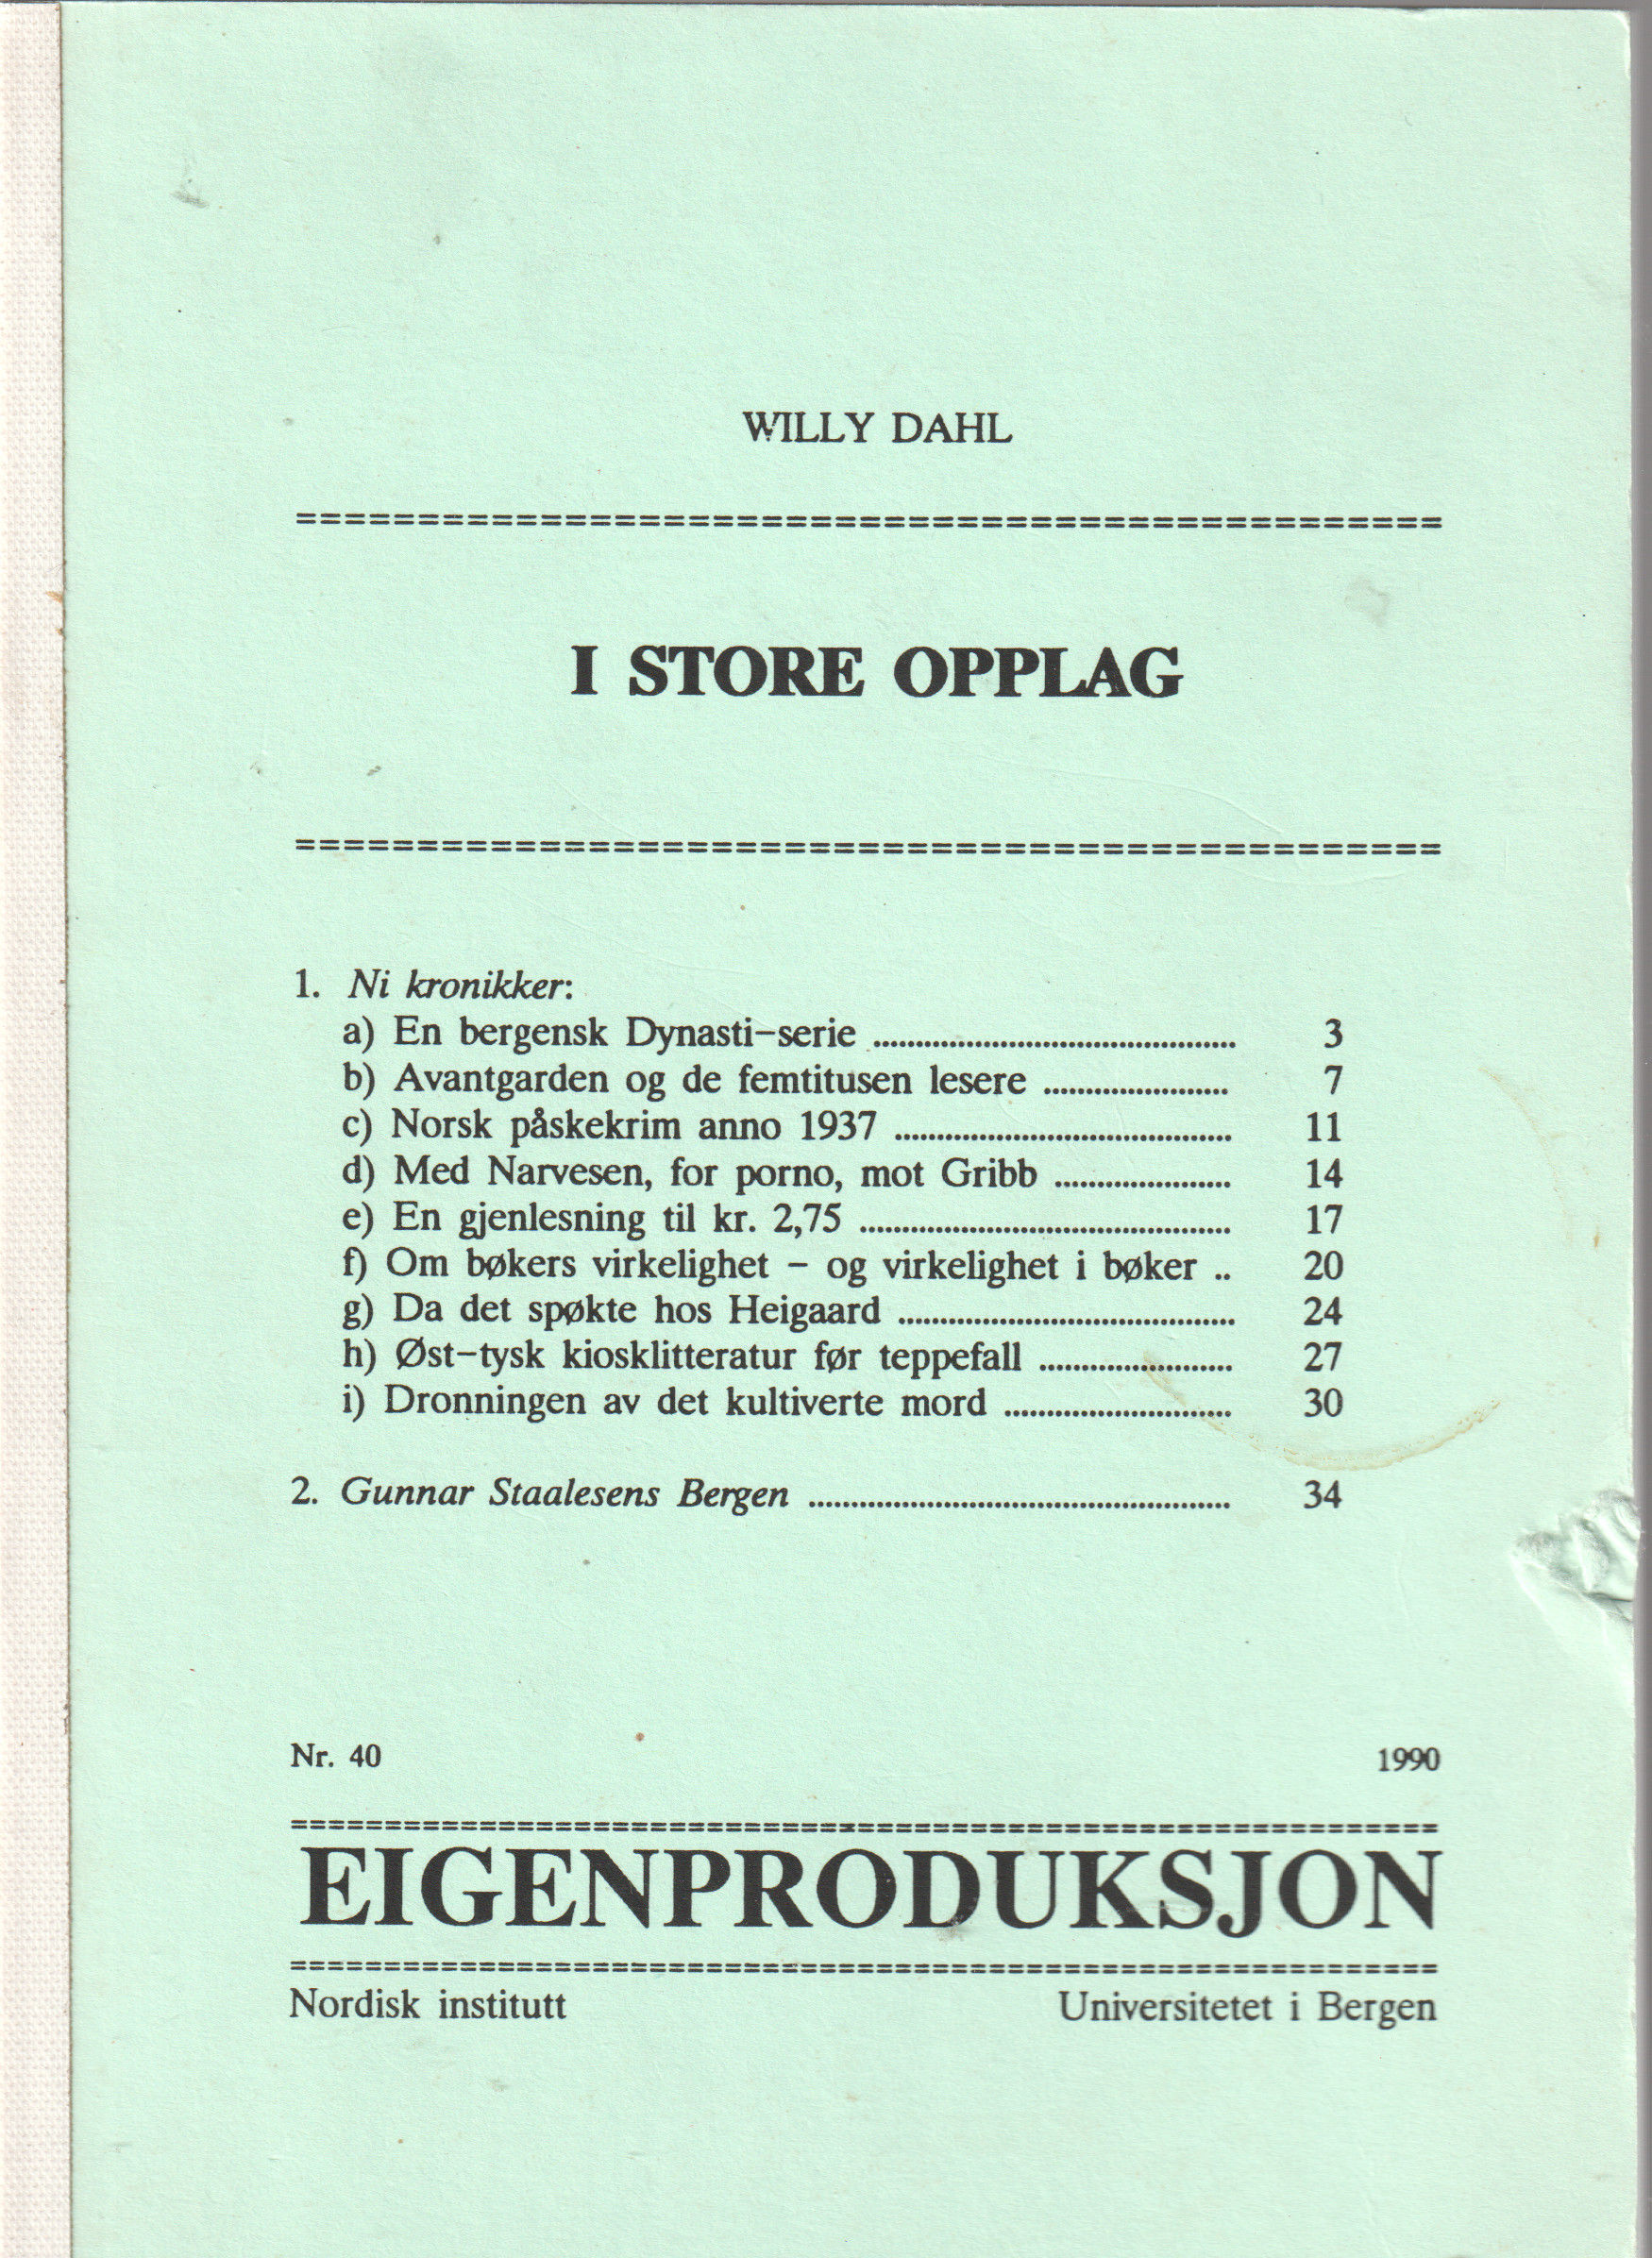 WILLY DAHL
================================================
I STORE OPPLAG
================================================
1. Ni kronikker:
a) En bergensk Dynasti-serie ........................................... 3
b) Avantgarden og de femtitusen lesere ...................... 7
c) Norsk påskekrim anno 1937 ........................................ 11
d) Med Narvesen, for porno, mot Gribb ..................... 14
e) En gjenlesning til kr. 2,75 ............................................ 17
f) Om bøkers virkelighet - og virkelighet i bøker .. 20
g) Da det spøkte hos Heigaard ........................................ 24
h) Øst-tysk kiosklitteratur før teppefall ....................... 27
i) Dronningen av det kultiverte mord ........................... 30
2. Gunnar Staalesens Bergen .................................................. 34
Nr. 40 1990
================================================
EIGENPRODUKSJON
================================================
Nordisk institutt Universitetet i Bergen